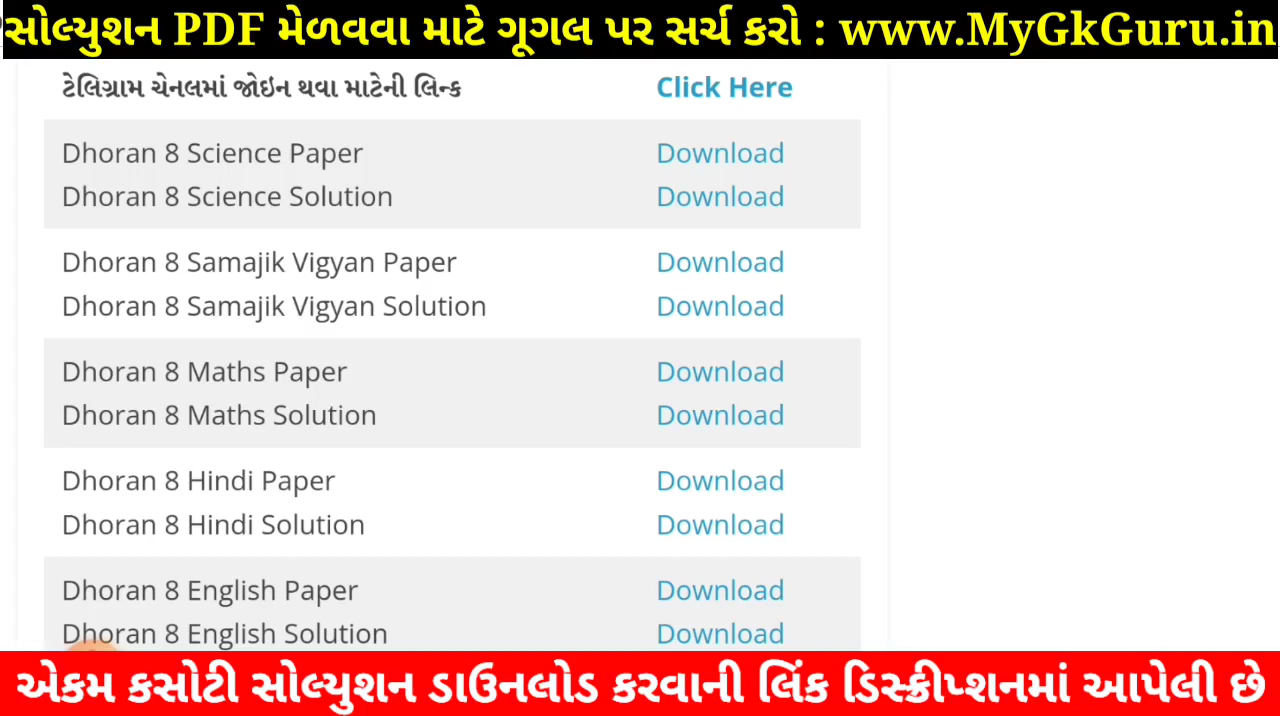 સોલ્યુશન PDF મેળવવા માટે ગૂગલ પર સર્ચ કરો : www.MyGkGuru.in
ટેલિગ્રામ ચેનલમાં જોઇન થવા માટેની લિન્ક Click Here
Dhoran 8 Science Paper Download
Dhoran 8 Science Solution Download
Dhoran 8 Samajik Vigyan Paper Download
Dhoran 8 Samajik Vigyan Solution Download
Dhoran 8 Maths Paper Download
Dhoran 8 Maths Solution Download
Dhoran 8 Hindi Paper Download
Dhoran 8 Hindi Solution Download
Dhoran 8 English Paper Download
Dhoran 8 English Solution Download
એકમ કસોટી સોલ્યુશન ડાઉનલોડ કરવાની લિંક ડિસ્ક્રીપ્શનમાં આપેલી છે